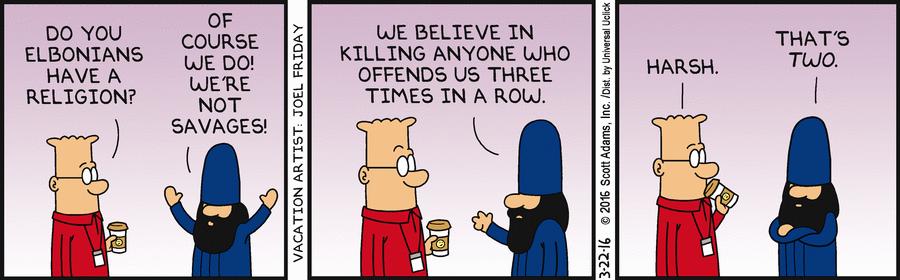 DO YOU
ELBONIANS
HAVE A
RELIGION?
OF
COURSE
WE DO!
WE'RE
NOT
SAVAGES!
VACATION ARTIST: JOEL FRIDAY
WE BELIEVE IN
KILLING ANYONE WHO
OFFENDS US THREE
TIMES IN A ROW.
3-22-16 © 2016 Scott Adams, Inc. /Dist. by Universal Uclick
HARSH.
THAT'S
TWO.